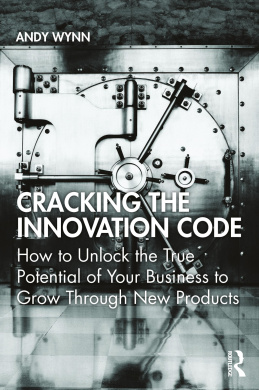 ANDY WYNN
CRACKING THE
INNOVATION CODE
How to Unlock the True
Potential of Your Business to
Grow Through New Products
ROUTLEDGE